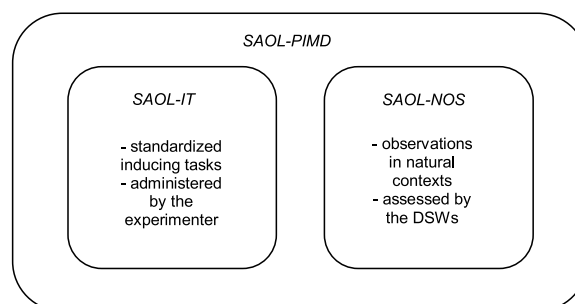 SAOL-PIMD
SAOL-IT
- standardized
inducing tasks
- administered
by the
experimenter
SAOL-NOS
- observations
in natural
contexts
- assessed by
the DSWs